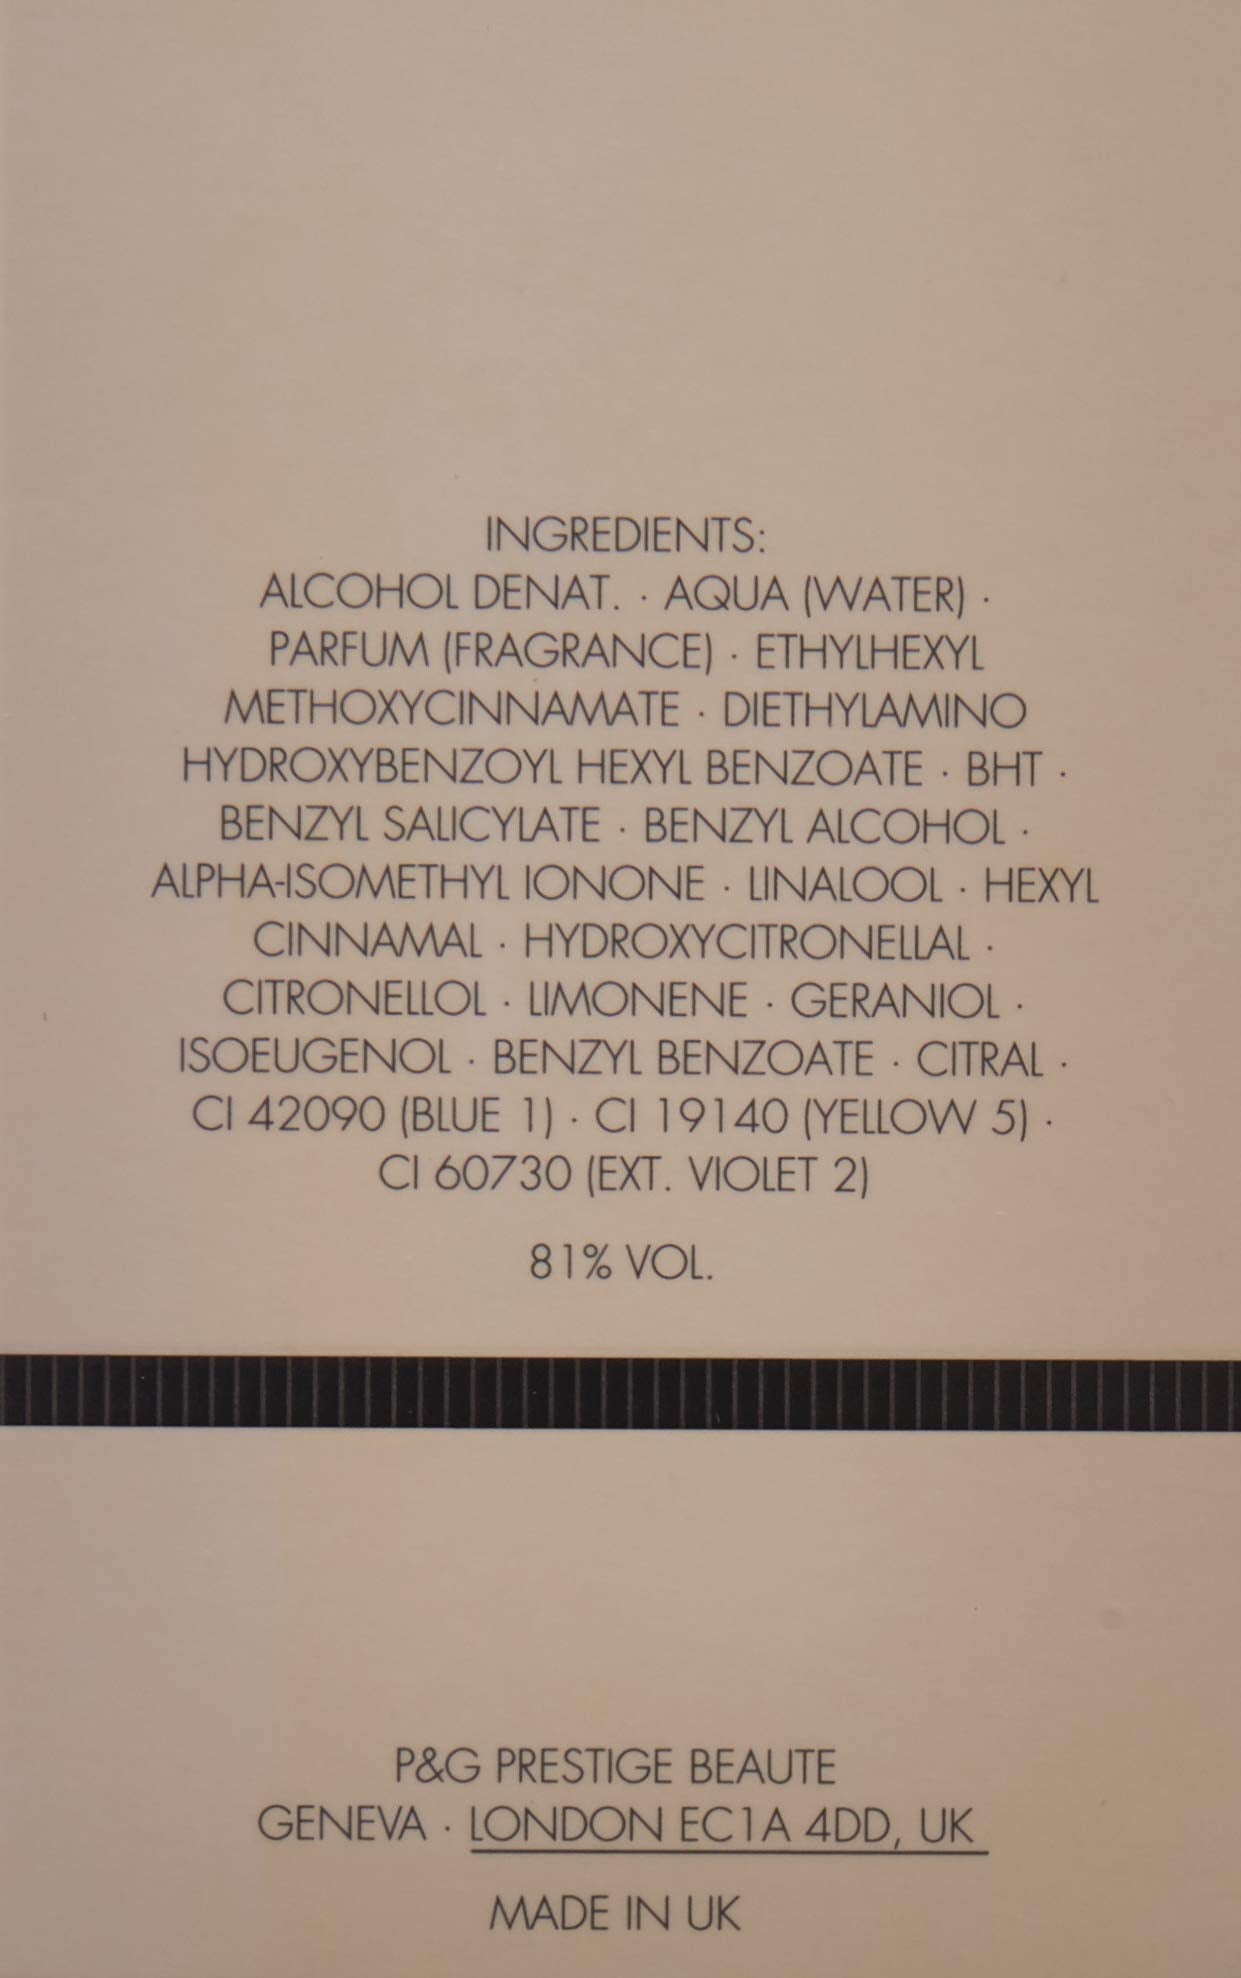 INGREDIENTS:
ALCOHOL DENAT. · AQUA (WATER) ·
PARFUM (FRAGRANCE) · ETHYLHEXYL
METHOXYCINNAMATE · DIETHYLAMINO
HYDROXYBENZOYL HEXYL BENZOATE · BHT ·
BENZYL SALICYLATE · BENZYL ALCOHOL ·
ALPHA-ISOMETHYL IONONE · LINALOOL · HEXYL
CINNAMAL · HYDROXYCITRONELLAL ·
CITRONELLOL · LIMONENE · GERANIOL ·
ISOEUGENOL · BENZYL BENZOATE · CITRAL ·
CI 42090 (BLUE 1) · CI 19140 (YELLOW 5) ·
CI 60730 (EXT. VIOLET 2)
81% VOL.
P&G PRESTIGE BEAUTE
GENEVA · LONDON EC1A 4DD, UK
MADE IN UK